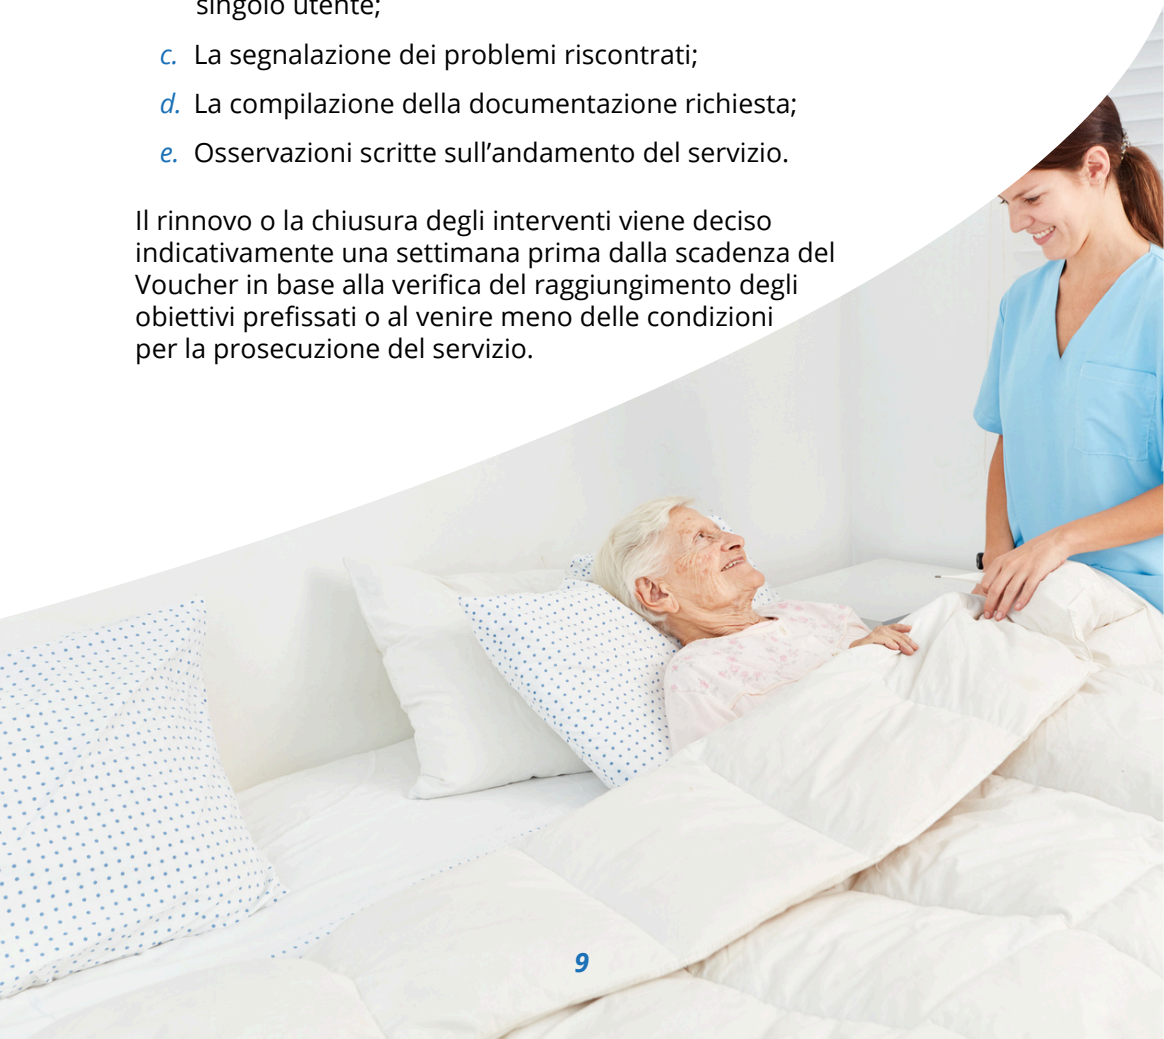 singolo utente;
c. La segnalazione dei problemi riscontrati;
d. La compilazione della documentazione richiesta;
e. Osservazioni scritte sull’andamento del servizio.
Il rinnovo o la chiusura degli interventi viene deciso
indicativamente una settimana prima dalla scadenza del
Voucher in base alla verifica del raggiungimento degli
obiettivi prefissati o al venire meno delle condizioni
per la prosecuzione del servizio.
9